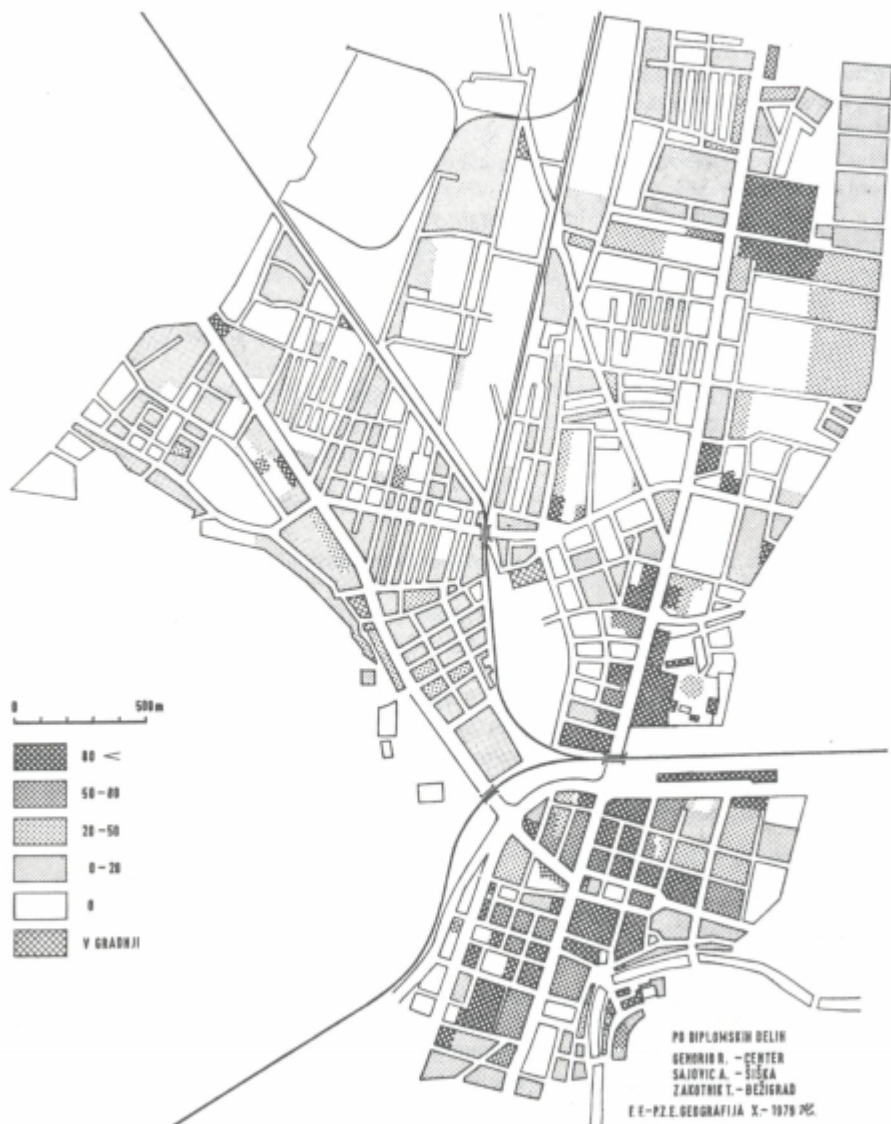 0 500m
80 <
50-80
20-50
0-20
0
V GRADNJI
PO DIPLOMSKIH DELIH
GENORIO R. - CENTER
SAJOVIC A. - ŠIŠKA
ZAKOTNIK T. - BEŽIGRAD
F.F.-P.Z.E. GEOGRAFIJA X.- 1979